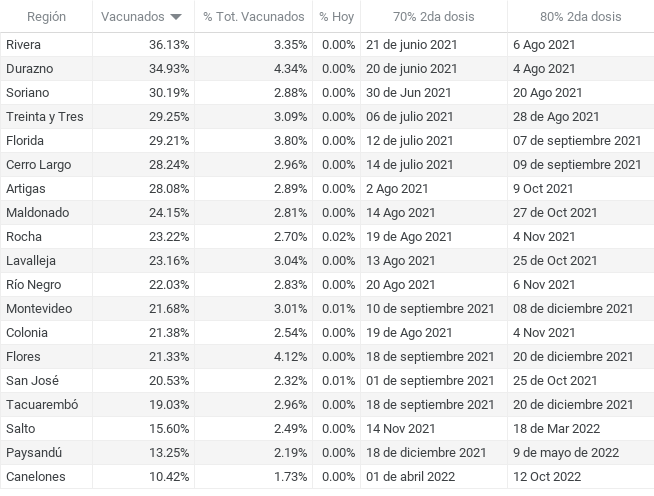 Región Vacunados % Tot. Vacunados % Hoy 70% 2da dosis 80% 2da dosis
Rivera 36.13% 3.35% 0.00% 21 de junio 2021 6 Ago 2021
Durazno 34.93% 4.34% 0.00% 20 de junio 2021 4 Ago 2021
Soriano 30.19% 2.88% 0.00% 30 de Jun 2021 20 Ago 2021
Treinta y Tres 29.25% 3.09% 0.00% 06 de julio 2021 28 de Ago 2021
Florida 29.21% 3.80% 0.00% 12 de julio 2021 07 de septiembre 2021
Cerro Largo 28.24% 2.96% 0.00% 14 de julio 2021 09 de septiembre 2021
Artigas 28.08% 2.89% 0.00% 2 Ago 2021 9 Oct 2021
Maldonado 24.15% 2.81% 0.00% 14 Ago 2021 27 de Oct 2021
Rocha 23.22% 2.70% 0.02% 19 de Ago 2021 4 Nov 2021
Lavalleja 23.16% 3.04% 0.00% 13 Ago 2021 25 de Oct 2021
Río Negro 22.03% 2.83% 0.00% 20 Ago 2021 6 Nov 2021
Montevideo 21.68% 3.01% 0.01% 10 de septiembre 2021 08 de diciembre 2021
Colonia 21.38% 2.54% 0.00% 19 de Ago 2021 4 Nov 2021
Flores 21.33% 4.12% 0.00% 18 de septiembre 2021 20 de diciembre 2021
San José 20.53% 2.32% 0.01% 01 de septiembre 2021 25 de Oct 2021
Tacuarembó 19.03% 2.96% 0.00% 18 de septiembre 2021 20 de diciembre 2021
Salto 15.60% 2.49% 0.00% 14 Nov 2021 18 de Mar 2022
Paysandú 13.25% 2.19% 0.00% 18 de diciembre 2021 9 de mayo de 2022
Canelones 10.42% 1.73% 0.00% 01 de abril 2022 12 Oct 2022